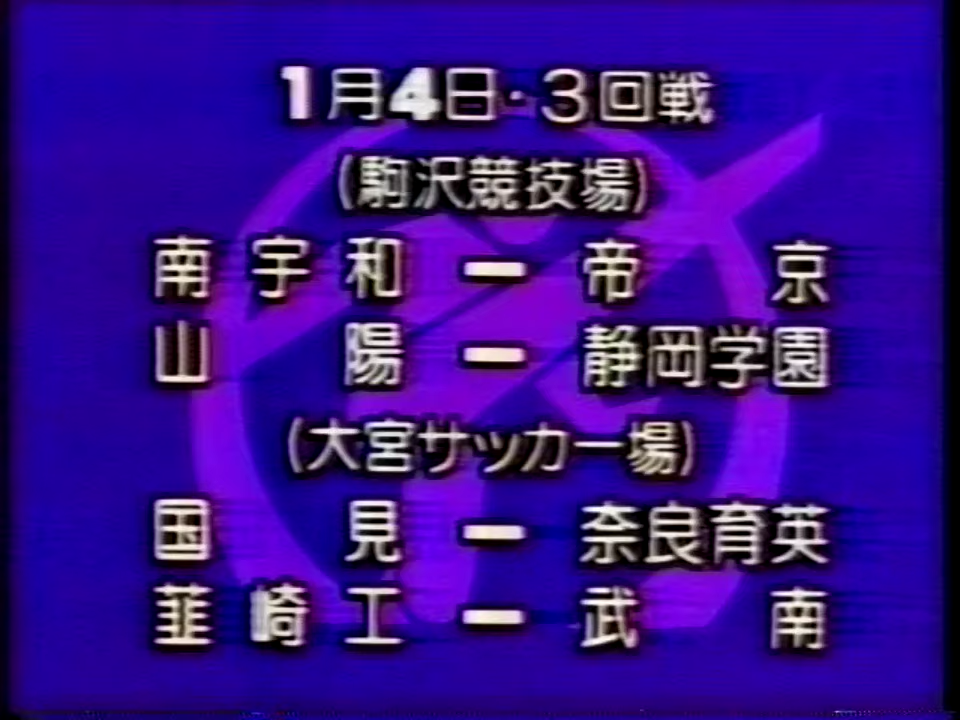 1月4日・3回戦
(駒沢競技場)
南宇和ー帝京
山陽ー静岡学園
(大宮サッカー場)
国見ー奈良育英
韮崎工ー武南